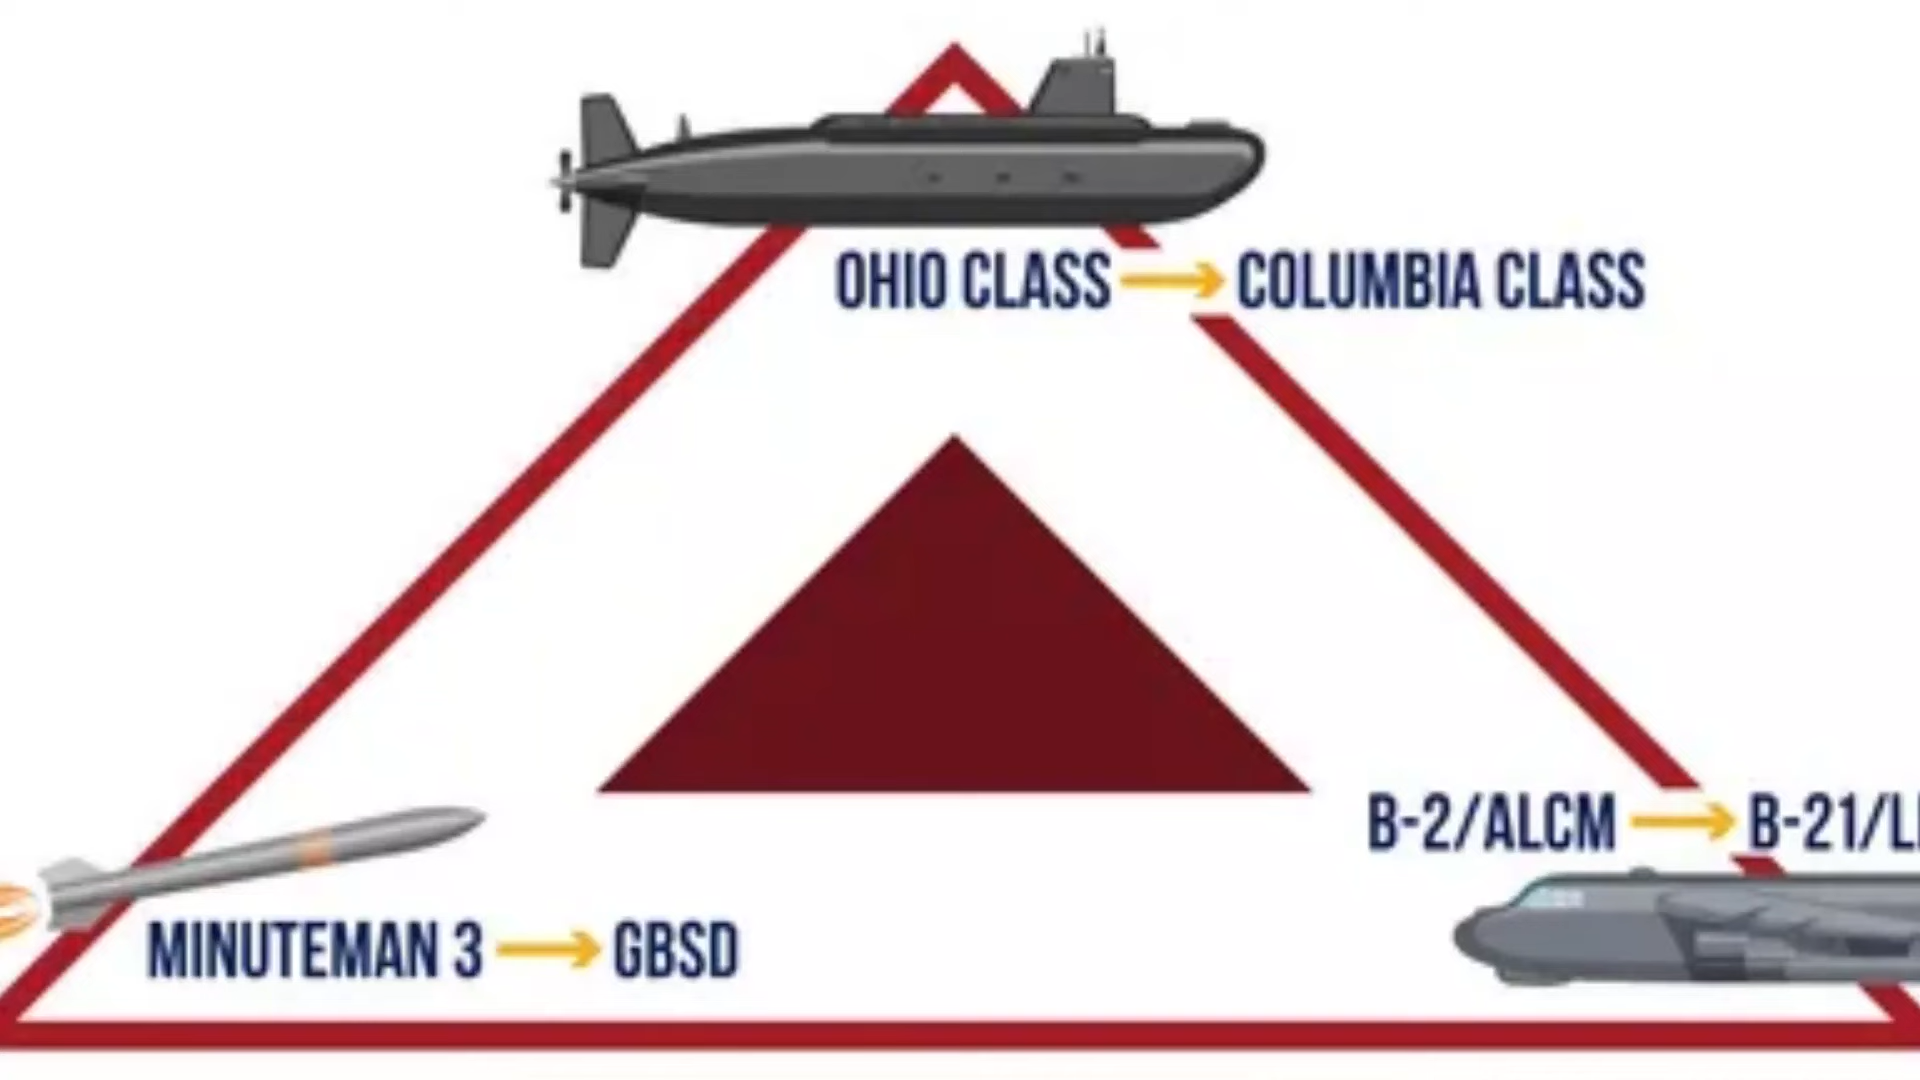 OHIO CLASS → COLUMBIA CLASS
B-2/ALCM → B-21/
MINUTEMAN 3 → GBSD